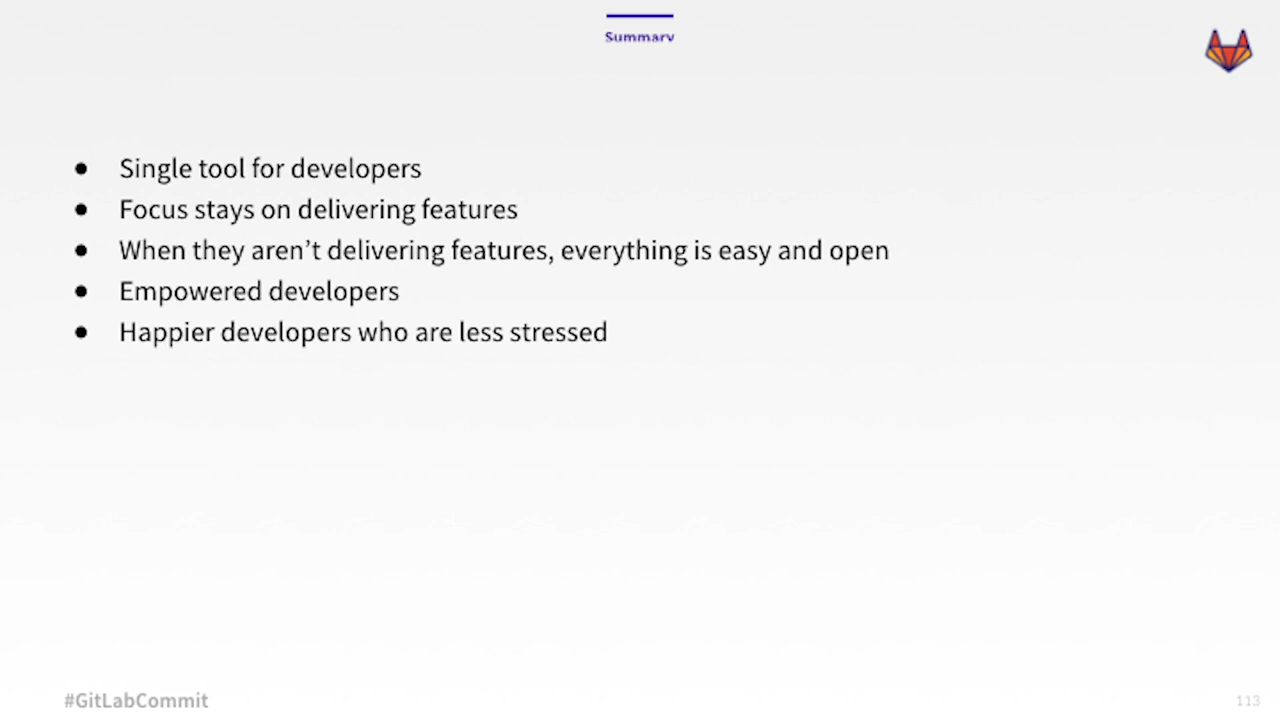 Summary
● Single tool for developers
● Focus stays on delivering features
● When they aren’t delivering features, everything is easy and open
● Empowered developers
● Happier developers who are less stressed
#GitLabCommit
113